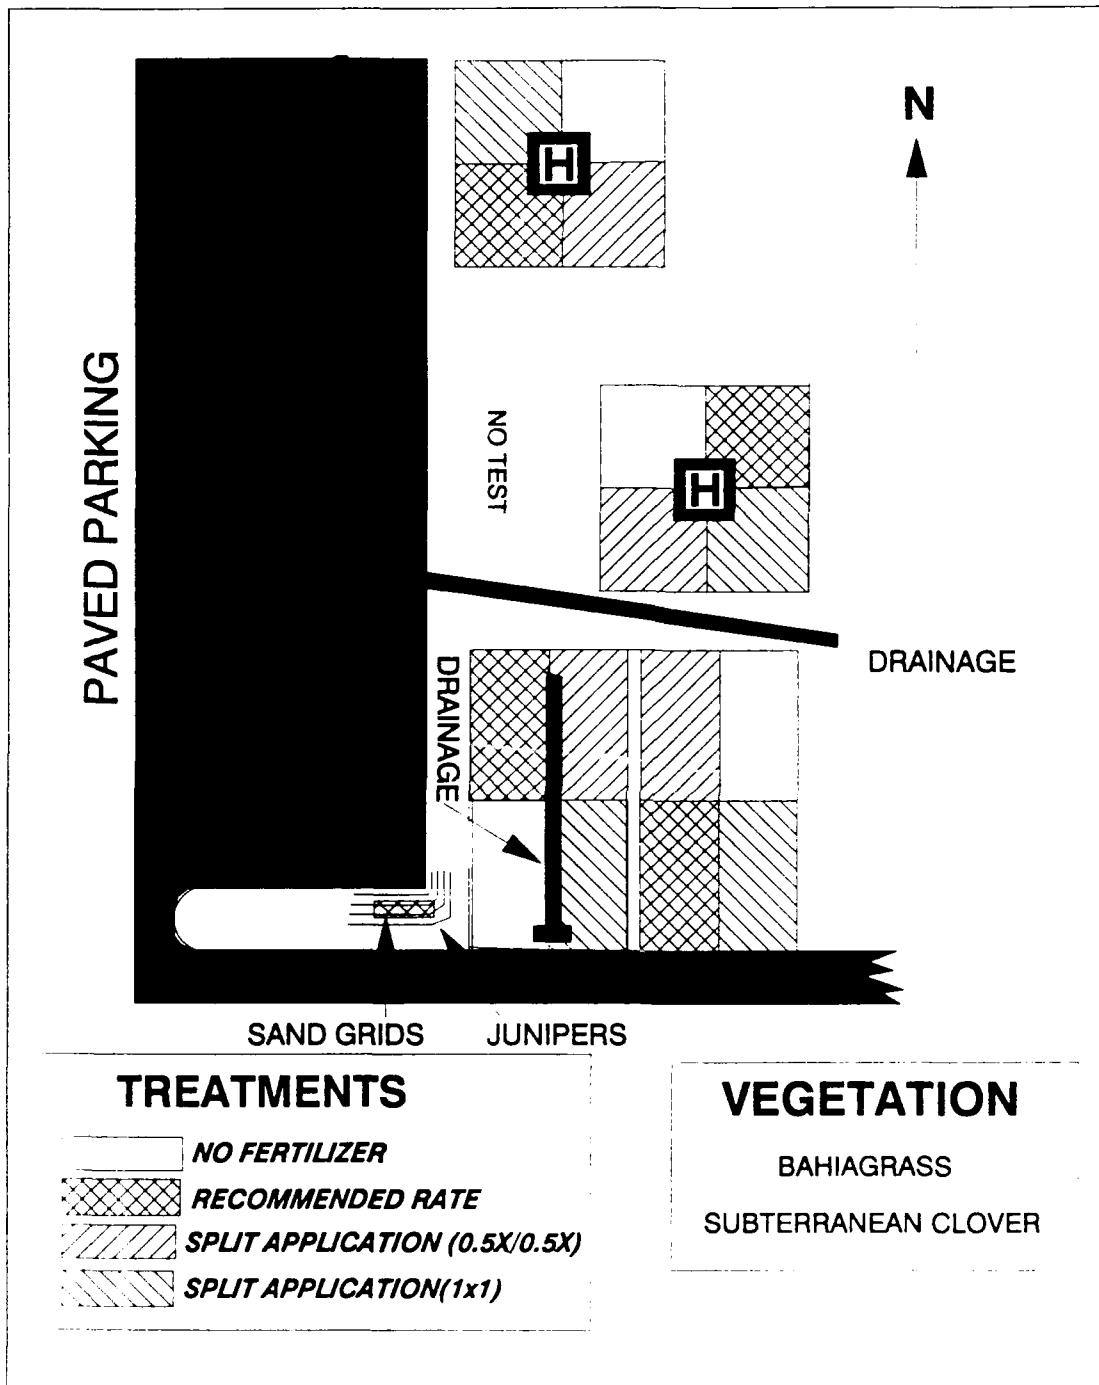 N
H
PAVED PARKING
NO TEST
H
DRAINAGE
DRAINAGE
SAND GRIDS
JUNIPERS
TREATMENTS
NO FERTILIZER
RECOMMENDED RATE
SPLIT APPLICATION (0.5X/0.5X)
SPLIT APPLICATION(1x1)
VEGETATION
BAHIAGRASS
SUBTERRANEAN CLOVER